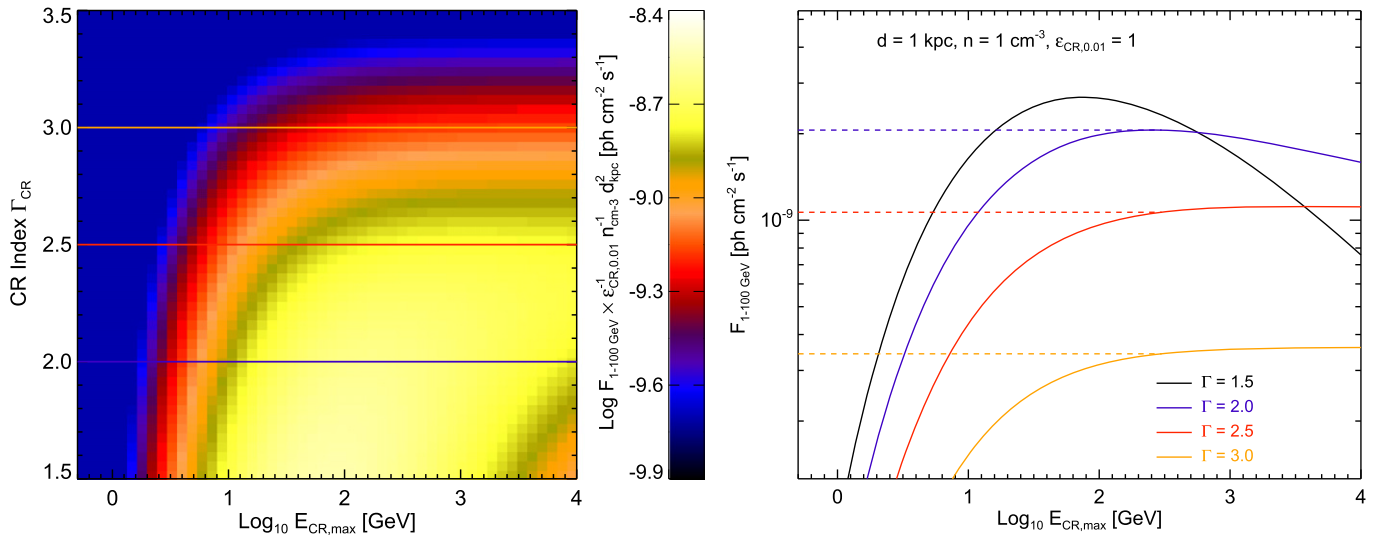 3.5
3.0
2.5
2.0
1.5
CR Index Γ_CR
0 1 2 3 4
Log₁₀ E_CR,max [GeV]
-8.4
-8.7
-9.0
-9.3
-9.6
-9.9
Log F_1-100 GeV × ε⁻¹_CR,0.01 n⁻¹_cm-3 d²_kpc [ph cm⁻² s⁻¹]
d = 1 kpc, n = 1 cm⁻³, ε_CR,0.01 = 1
10⁻⁹
F_1-100 GeV [ph cm⁻² s⁻¹]
Γ = 1.5
Γ = 2.0
Γ = 2.5
Γ = 3.0
0 1 2 3 4
Log₁₀ E_CR,max [GeV]